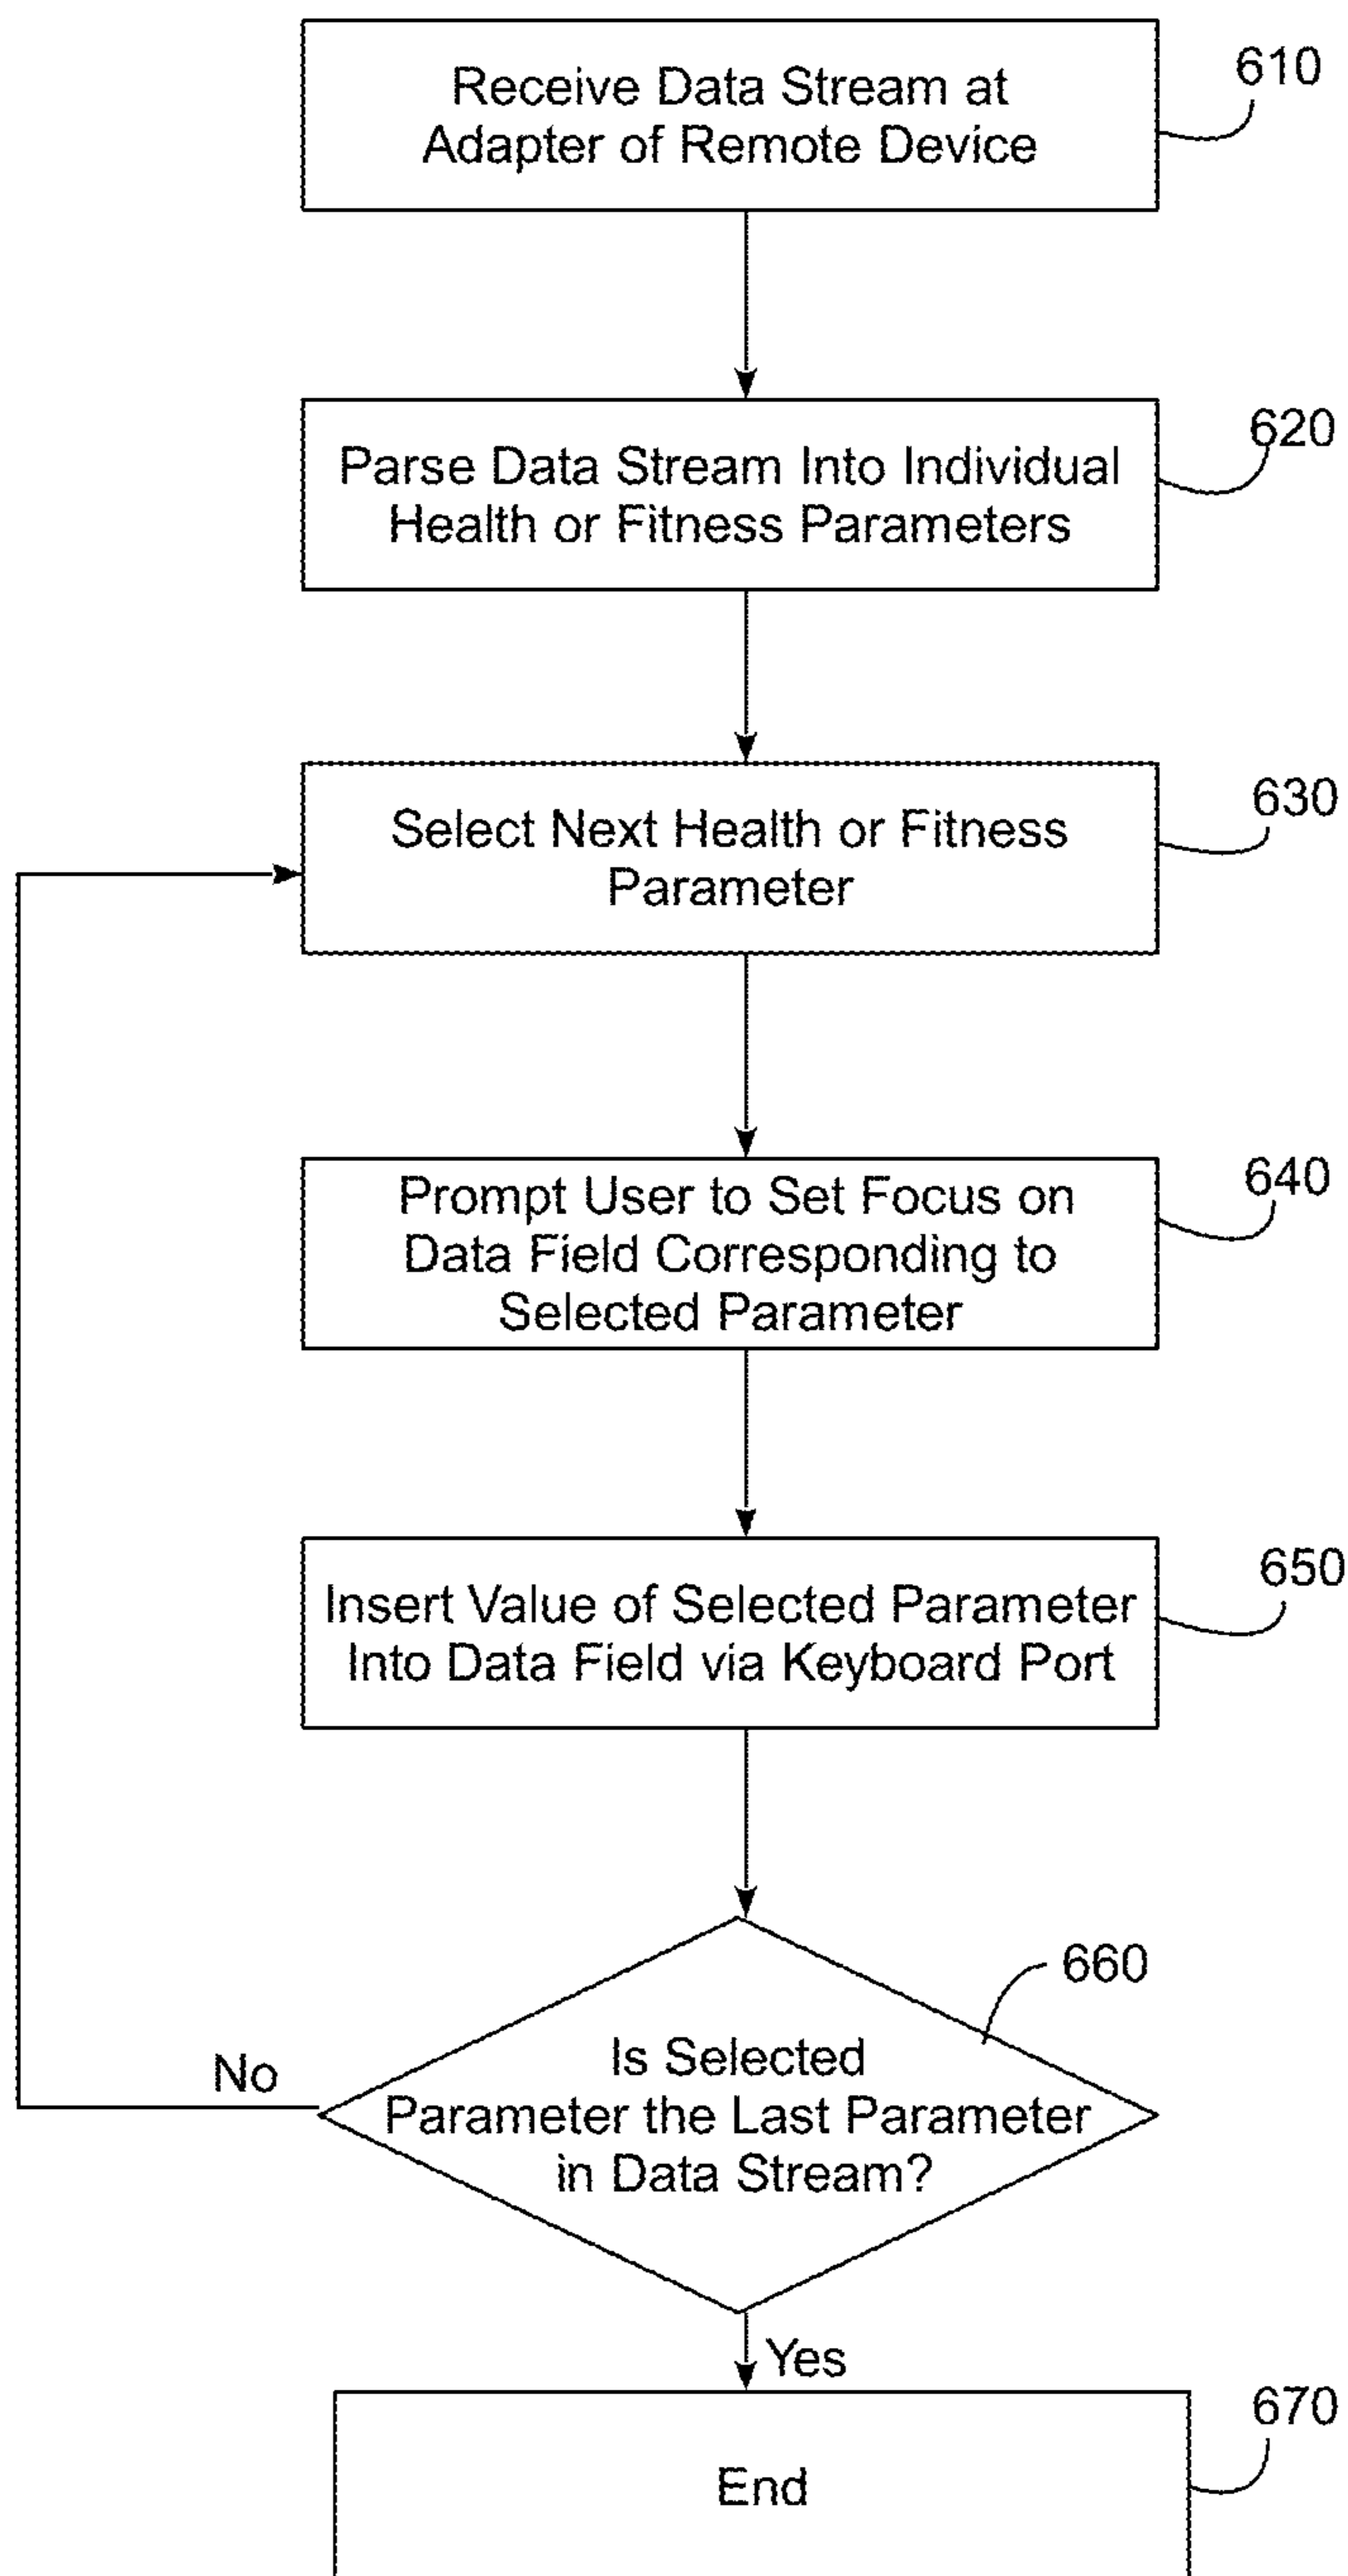 Receive Data Stream at
Adapter of Remote Device
610
Parse Data Stream Into Individual
Health or Fitness Parameters
620
Select Next Health or Fitness
Parameter
630
Prompt User to Set Focus on
Data Field Corresponding to
Selected Parameter
640
Insert Value of Selected Parameter
Into Data Field via Keyboard Port
650
Is Selected
Parameter the Last Parameter
in Data Stream?
660
No
Yes
End
670